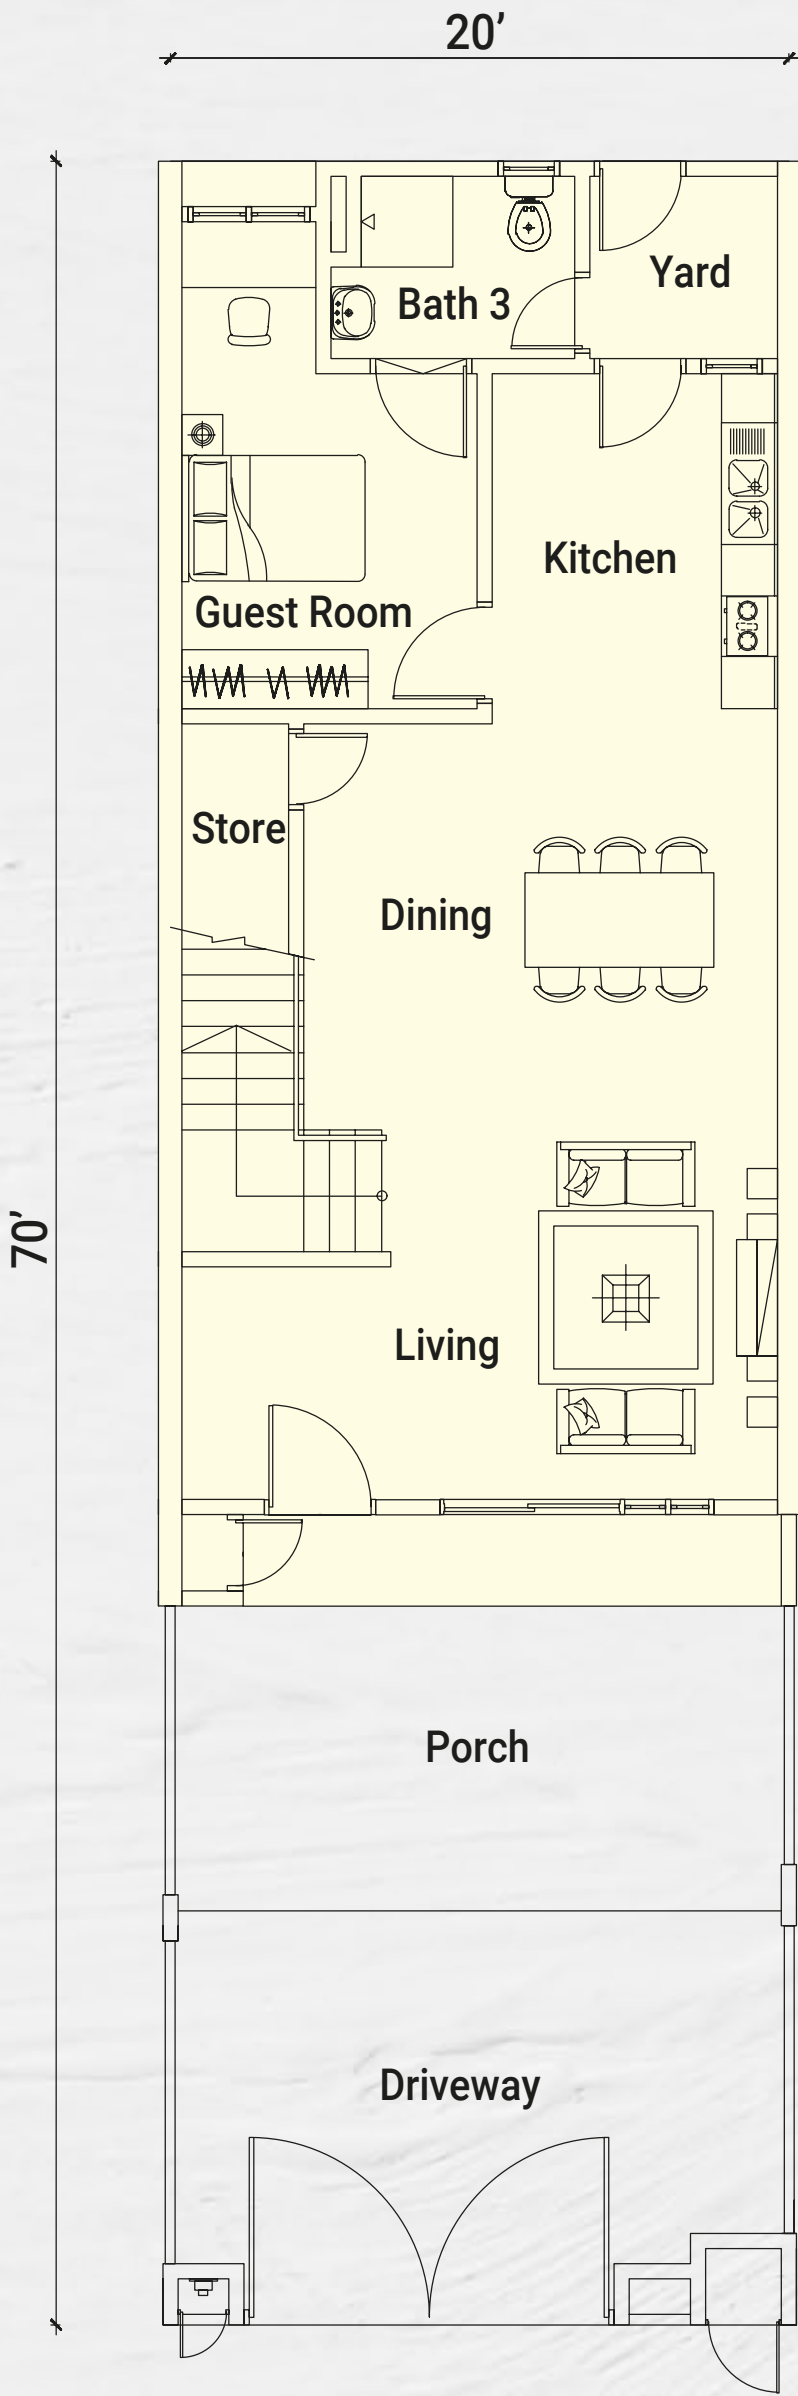 20’
Yard
Bath 3
Kitchen
Guest Room
Store
Dining
70’
Living
Porch
Driveway